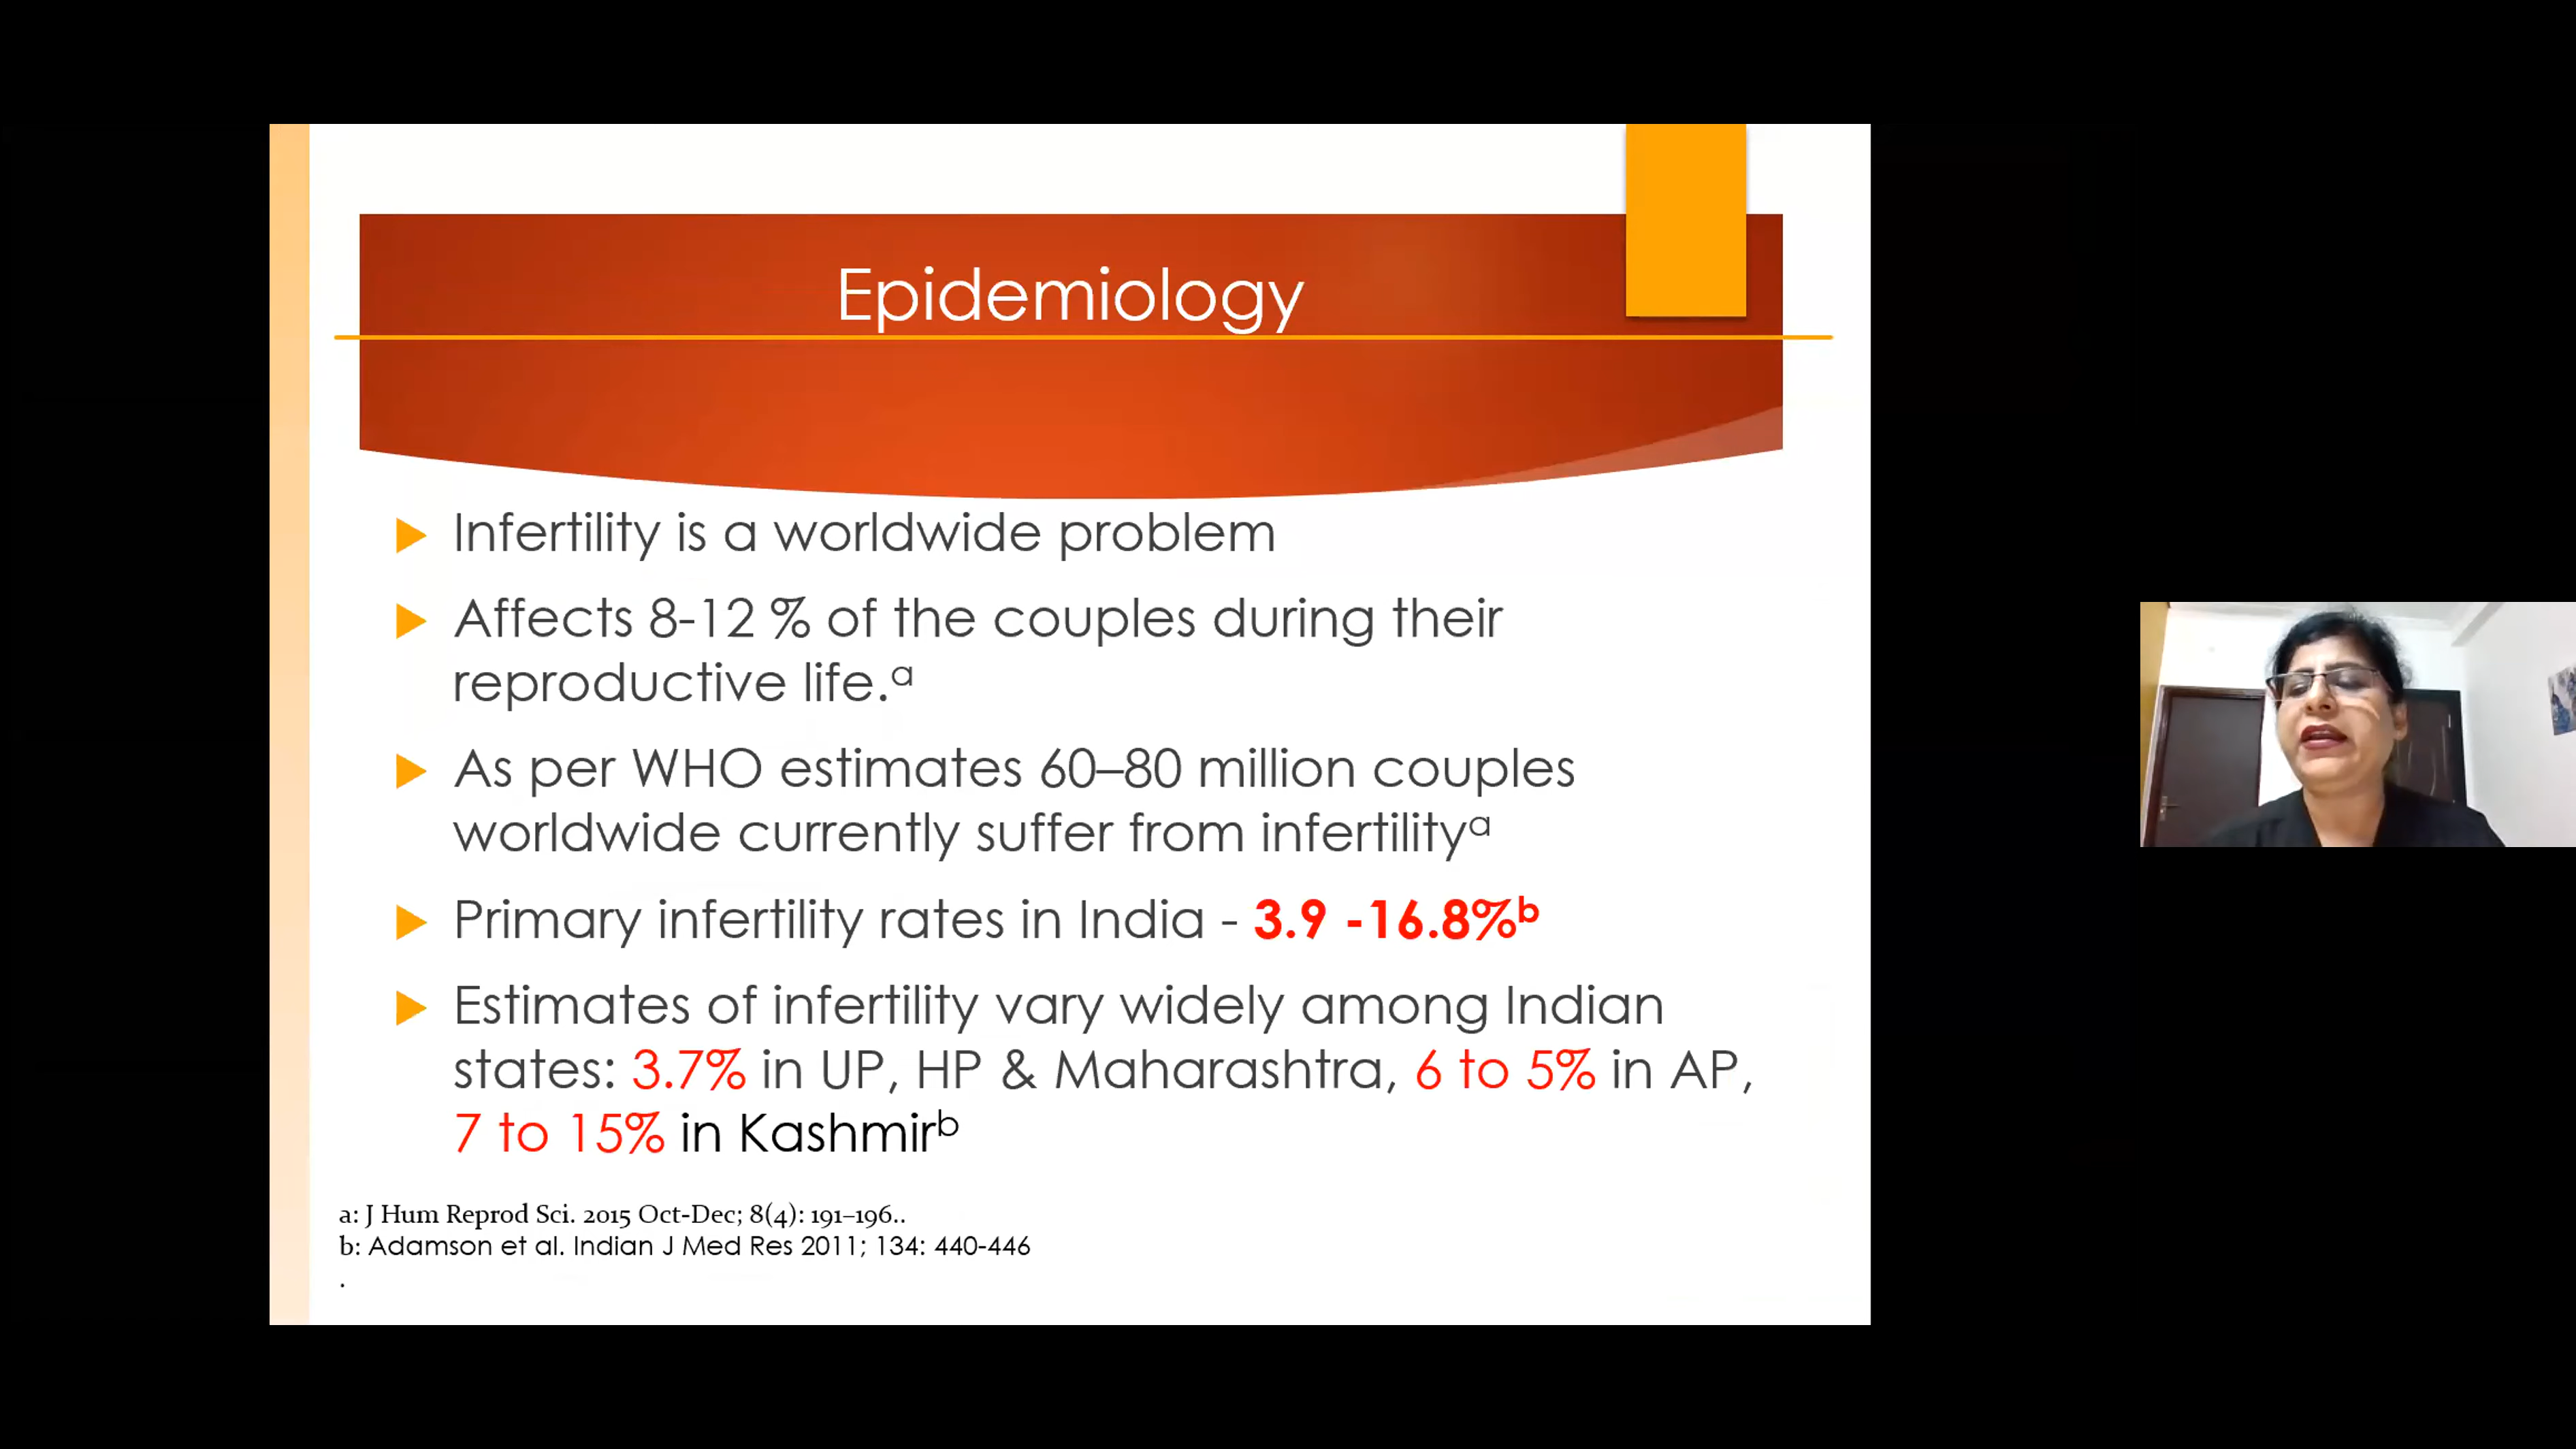 Epidemiology
Infertility is a worldwide problem
Affects 8-12 % of the couples during their
reproductive life.ᵃ
As per WHO estimates 60–80 million couples
worldwide currently suffer from infertilityᵃ
Primary infertility rates in India - 3.9 -16.8%ᵇ
Estimates of infertility vary widely among Indian
states: 3.7% in UP, HP & Maharashtra, 6 to 5% in AP,
7 to 15% in Kashmirᵇ
a: J Hum Reprod Sci. 2015 Oct-Dec; 8(4): 191–196..
b: Adamson et al. Indian J Med Res 2011; 134: 440-446
.